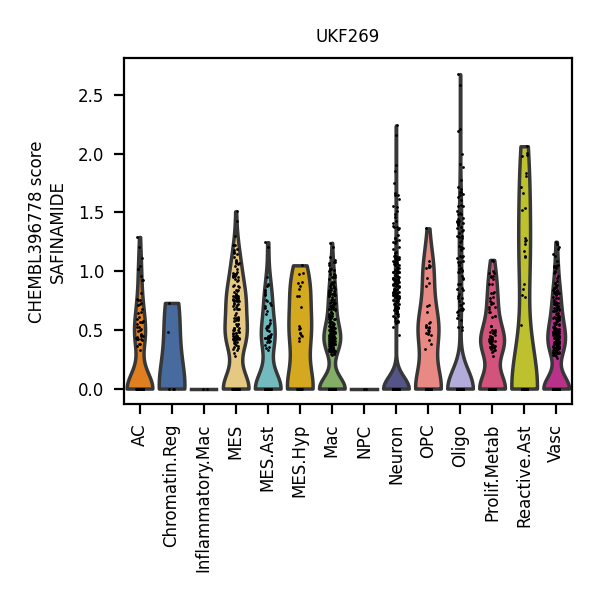 UKF269
CHEMBL396778 score
SAFINAMIDE
2.5
2.0
1.5
1.0
0.5
0.0
AC
Chromatin.Reg
Inflammatory.Mac
MES
MES.Ast
MES.Hyp
Mac
NPC
Neuron
OPC
Oligo
Prolif.Metab
Reactive.Ast
Vasc